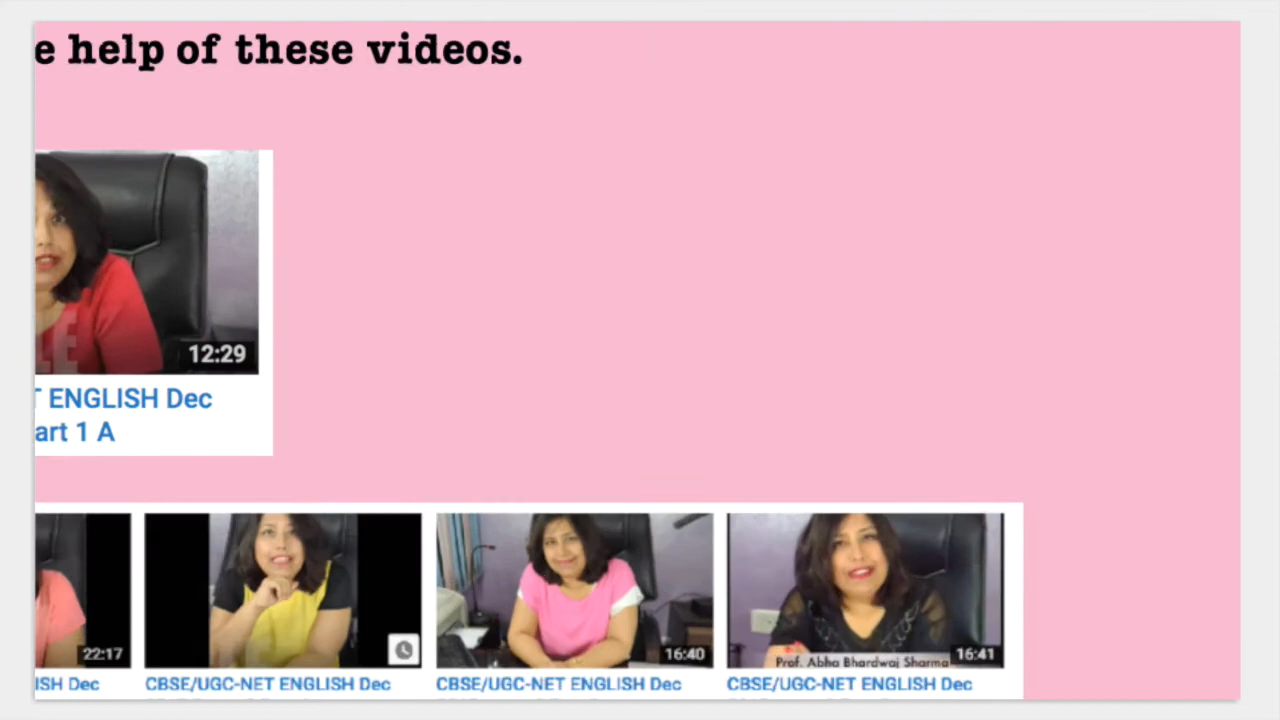 e help of these videos.
12:29
T ENGLISH Dec
art 1 A
22:17
16:40
Prof. Abha Bhardwaj Sharma
16:41
ISH Dec
CBSE/UGC-NET ENGLISH Dec
CBSE/UGC-NET ENGLISH Dec
CBSE/UGC-NET ENGLISH Dec